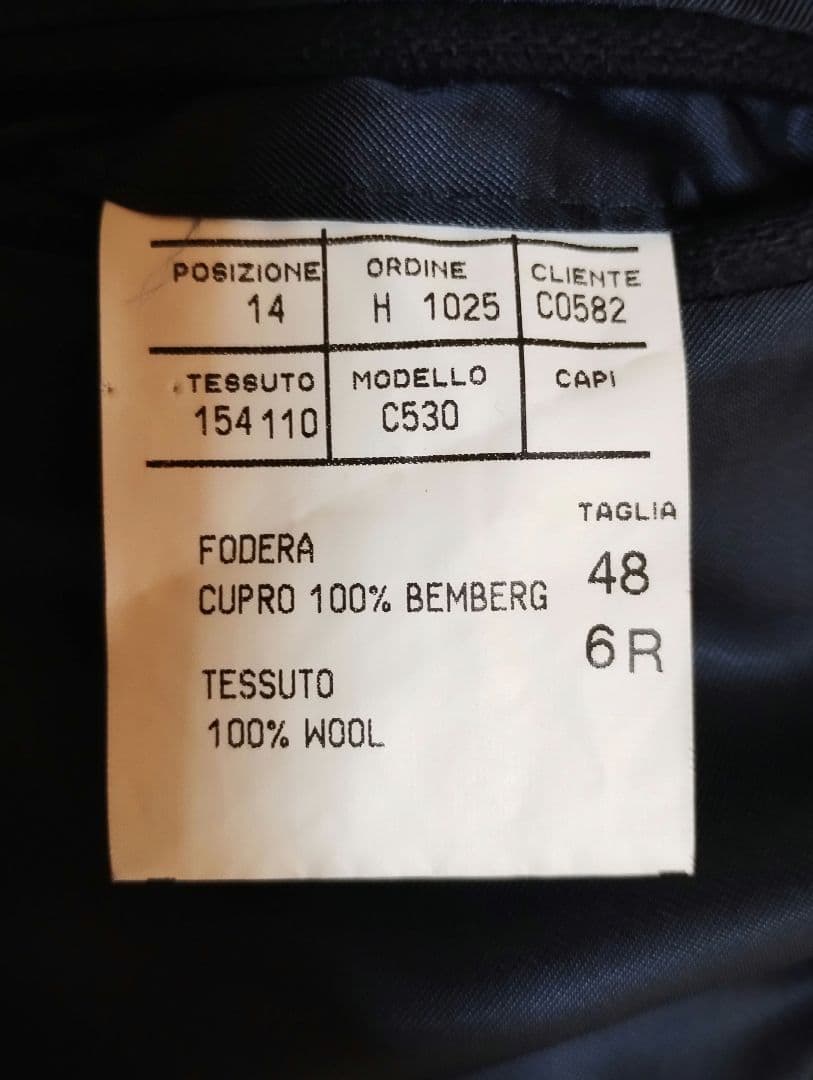 POSIZIONE ORDINE CLIENTE
14 H 1025 C0582
TESSUTO MODELLO CAPI
154110 C530
TAGLIA
48
6R
FODERA
CUPRO 100% BEMBERG
TESSUTO
100% WOOL